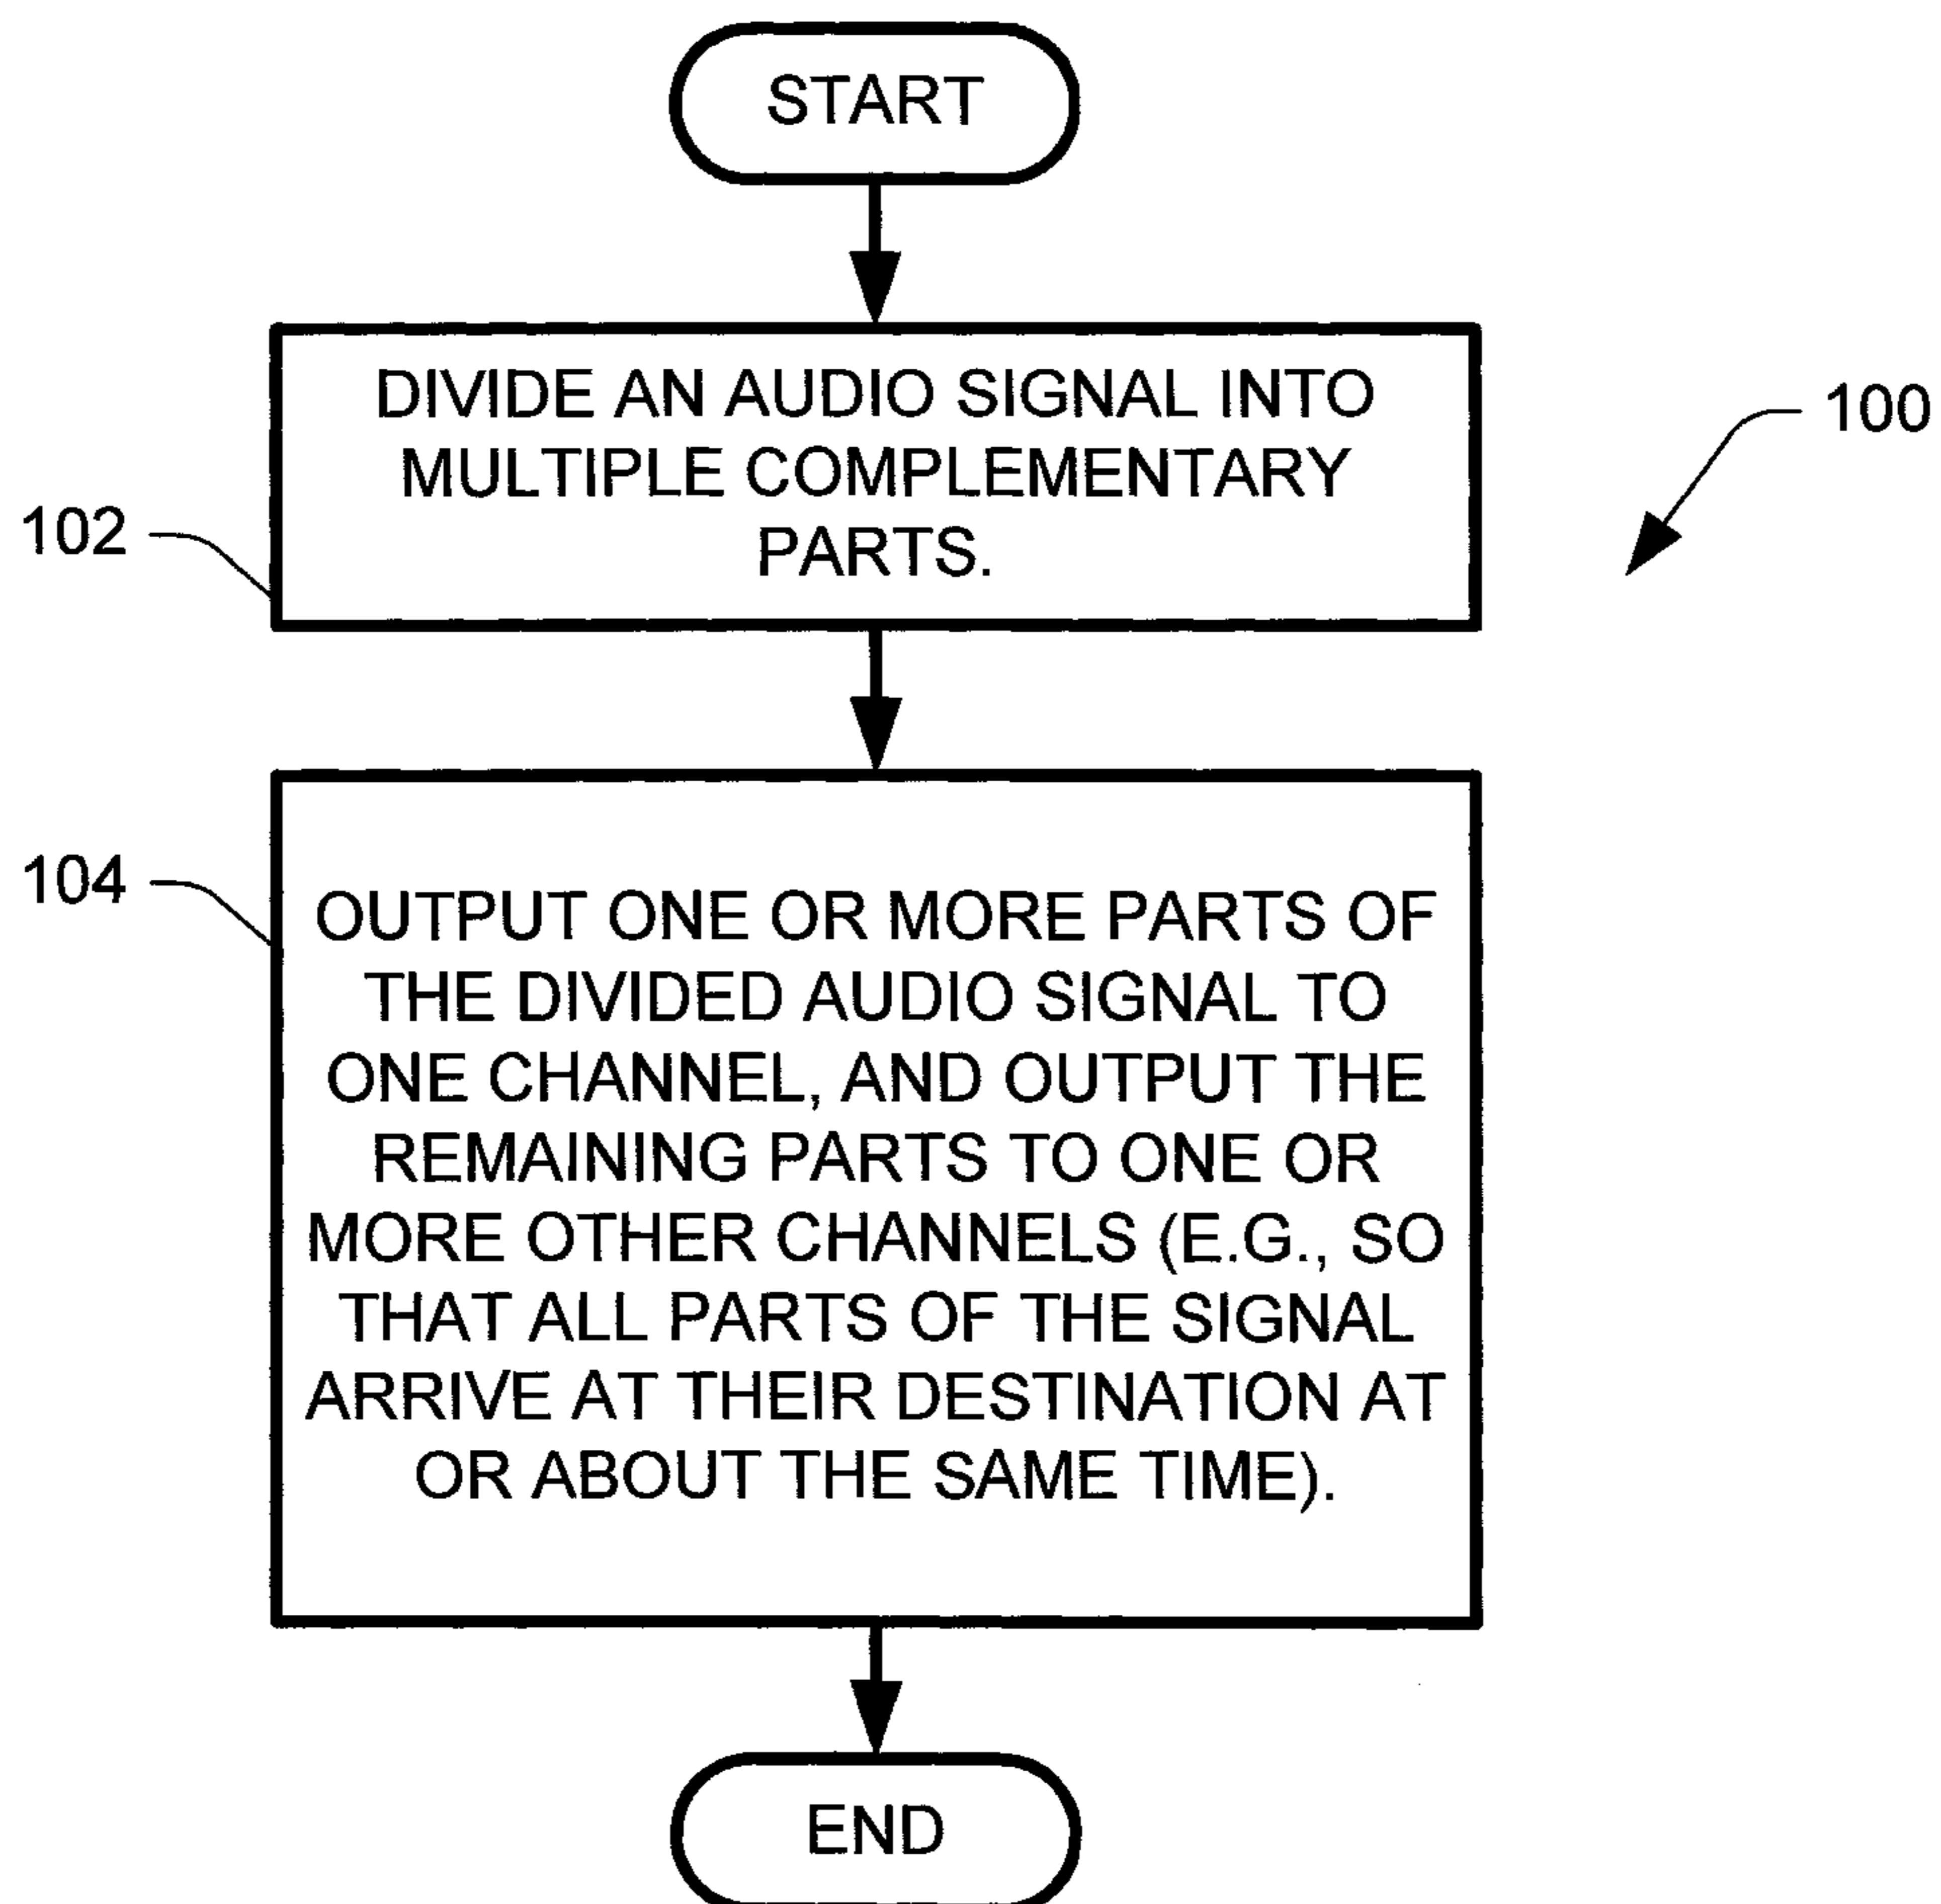 START
DIVIDE AN AUDIO SIGNAL INTO
MULTIPLE COMPLEMENTARY
PARTS.
100
102
104
OUTPUT ONE OR MORE PARTS OF
THE DIVIDED AUDIO SIGNAL TO
ONE CHANNEL, AND OUTPUT THE
REMAINING PARTS TO ONE OR
MORE OTHER CHANNELS (E.G., SO
THAT ALL PARTS OF THE SIGNAL
ARRIVE AT THEIR DESTINATION AT
OR ABOUT THE SAME TIME).
END